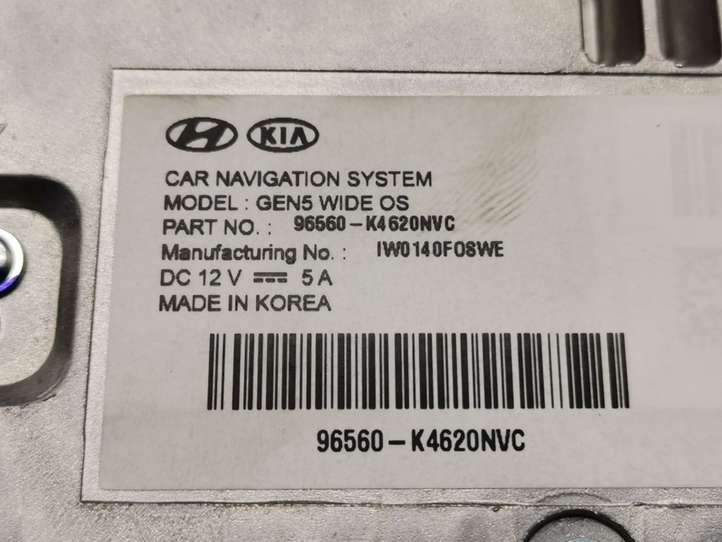 KIA
CAR NAVIGATION SYSTEM
MODEL : GEN5 WIDE OS
PART NO. : 96560-K4620NVC
Manufacturing No. : IW0140F0SWE
DC 12 V ⎓ 5 A
MADE IN KOREA
96560-K4620NVC